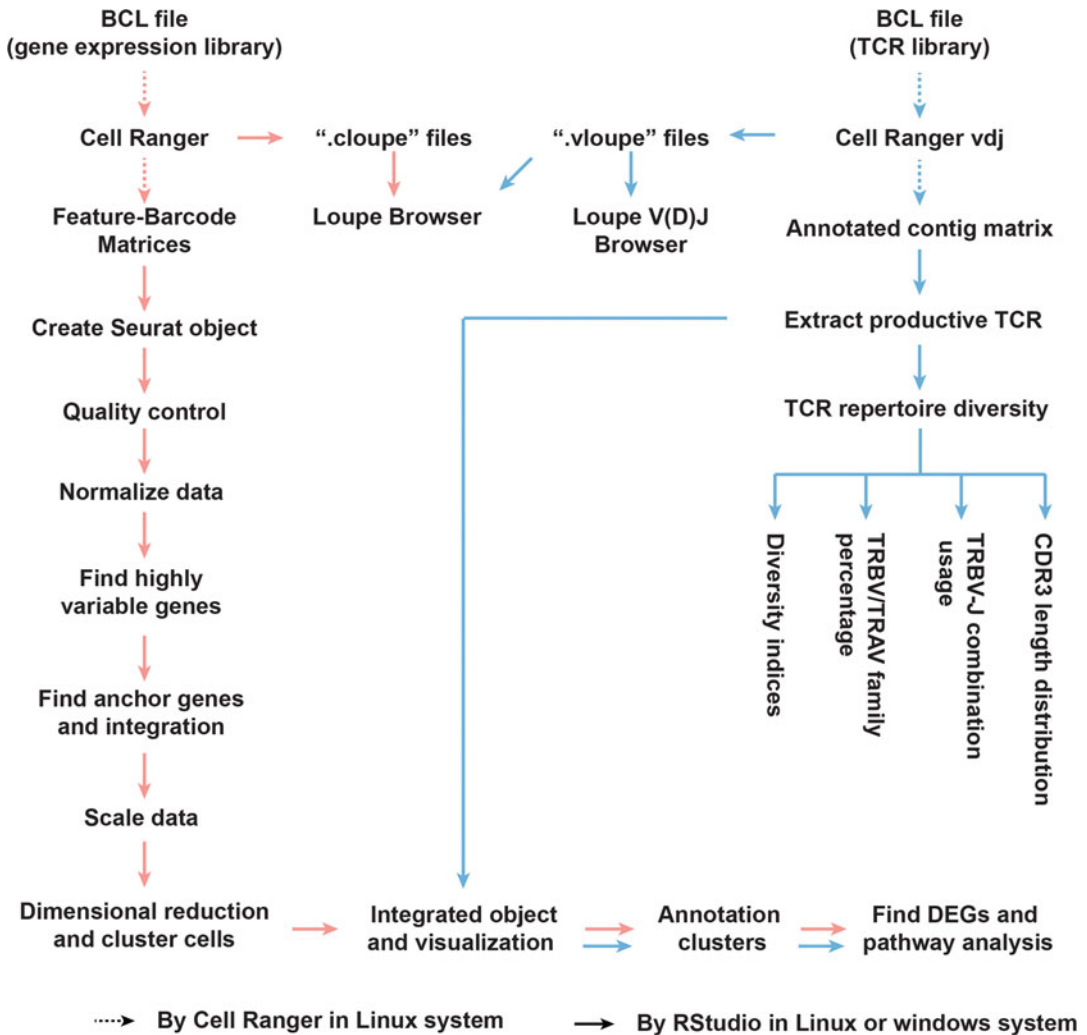 BCL file
(gene expression library)
BCL file
(TCR library)
Cell Ranger
“.cloupe” files
“.vloupe” files
Cell Ranger vdj
Feature-Barcode
Matrices
Loupe Browser
Loupe V(D)J
Browser
Annotated contig matrix
Create Seurat object
Extract productive TCR
Quality control
TCR repertoire diversity
Normalize data
Find highly
variable genes
Find anchor genes
and integration
Scale data
Diversity indices
TRBV/TRAV family
percentage
TRBV-J combination
usage
CDR3 length distribution
Dimensional reduction
and cluster cells
Integrated object
and visualization
Annotation
clusters
Find DEGs and
pathway analysis
By Cell Ranger in Linux system
By RStudio in Linux or windows system